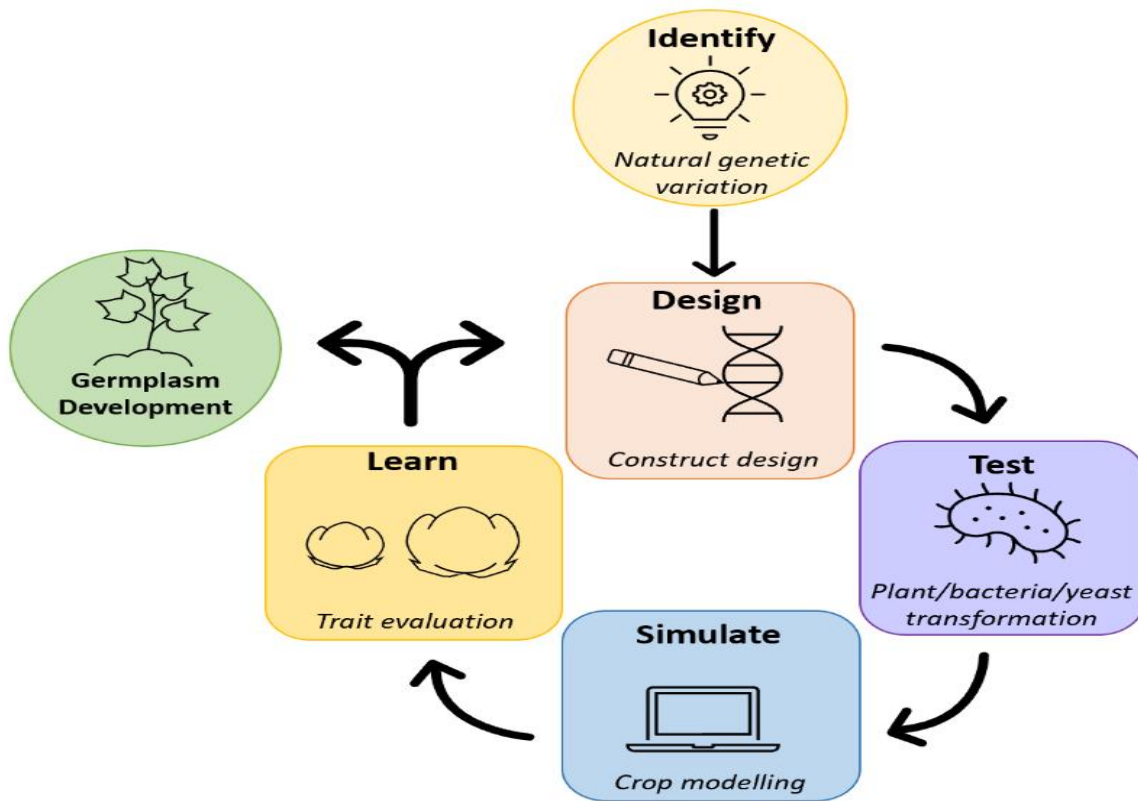 Identify
Natural genetic
variation
Design
Construct design
Test
Plant/bacteria/yeast
transformation
Simulate
Crop modelling
Learn
Trait evaluation
Germplasm
Development